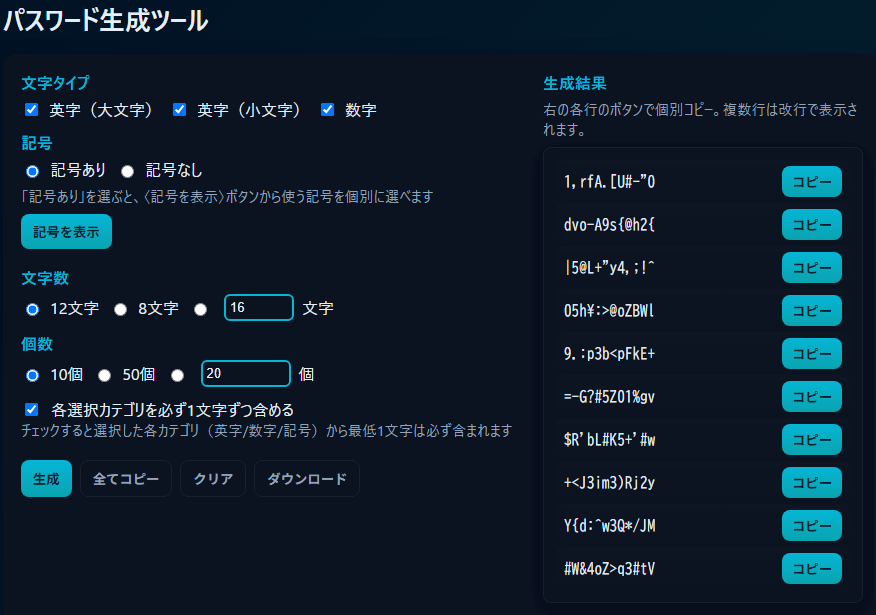 パスワード生成ツール
文字タイプ
英字（大文字） 英字（小文字） 数字
記号
記号あり 記号なし
「記号あり」を選ぶと、〈記号を表示〉ボタンから使う記号を個別に選べます
記号を表示
文字数
12文字 8文字 16 文字
個数
10個 50個 20 個
各選択カテゴリを必ず1文字ずつ含める
チェックすると選択した各カテゴリ（英字/数字/記号）から最低1文字は必ず含まれます
生成 全てコピー クリア ダウンロード
生成結果
右の各行のボタンで個別コピー。複数行は改行で表示さ
れます。
1,rfA.[U#-"O コピー
dvo-A9s{@h2{ コピー
|5@L+"y4,;!^ コピー
O5h¥:>@oZBWl コピー
9.:p3b<pFkE+ コピー
=-G?#5ZO1%gv コピー
$R'bL#K5+'#w コピー
+<J3im3)Rj2y コピー
Y{d:^w3Q*/JM コピー
#W&4oZ>q3#tV コピー